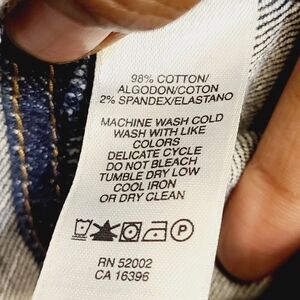 98% COTTON/
ALGODON/COTON
2% SPANDEX/ELASTANO
MACHINE WASH COLD
WASH WITH LIKE
COLORS
DELICATE CYCLE
DO NOT BLEACH
TUMBLE DRY LOW
COOL IRON
OR DRY CLEAN
P
RN 52002
CA 16396